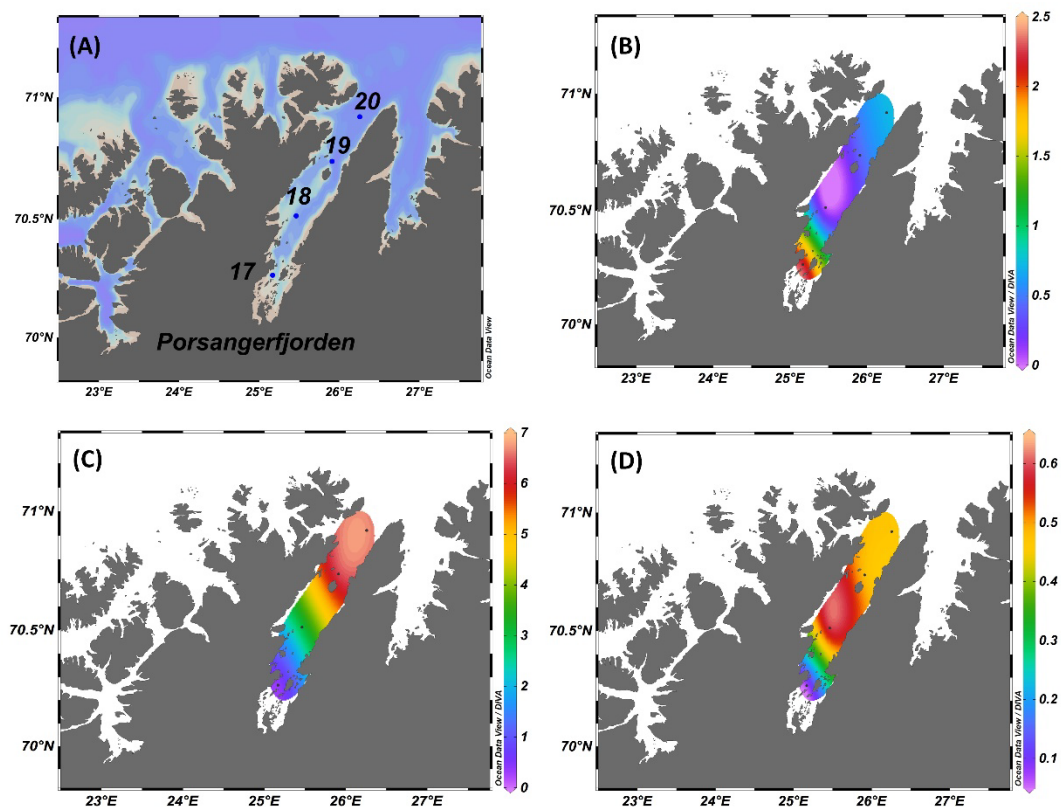 (A)
71°N
70.5°N
70°N
20
19
18
17
Porsangerfjorden
Ocean Data View
23°E 24°E 25°E 26°E 27°E
(B)
71°N
70.5°N
70°N
2.5
2
1.5
1
0.5
0
Ocean Data View / DIVA
23°E 24°E 25°E 26°E 27°E
(C)
71°N
70.5°N
70°N
7
6
5
4
3
2
1
0
Ocean Data View / DIVA
23°E 24°E 25°E 26°E 27°E
(D)
71°N
70.5°N
70°N
0.6
0.5
0.4
0.3
0.2
0.1
Ocean Data View / DIVA
23°E 24°E 25°E 26°E 27°E